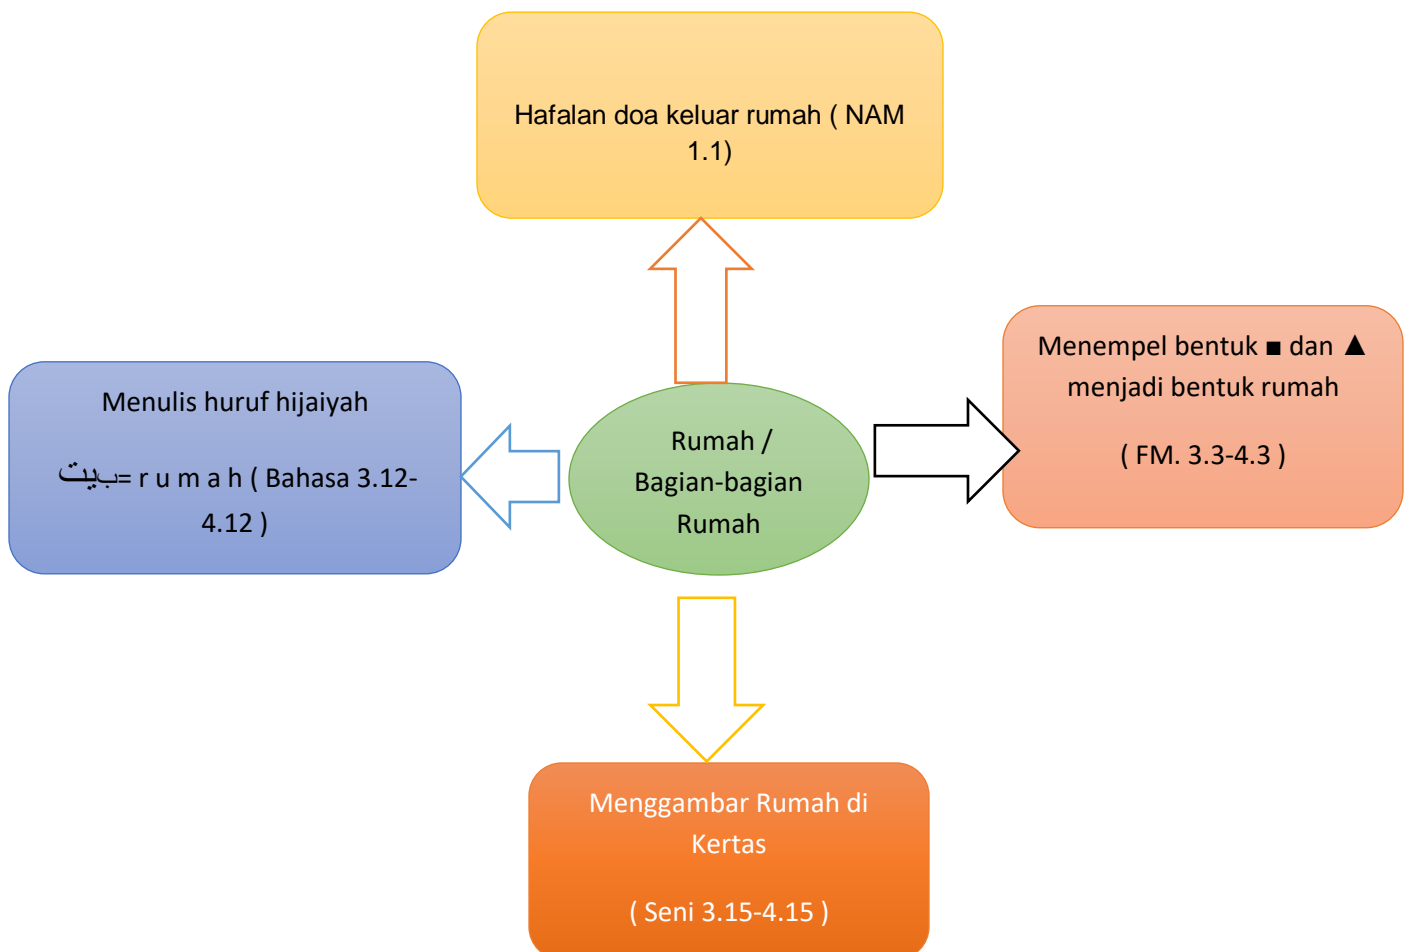 Hafalan doa keluar rumah ( NAM
1.1)
Menulis huruf hijaiyah
بيت= r u m a h ( Bahasa 3.12-
4.12 )
Rumah /
Bagian-bagian
Rumah
Menempel bentuk ■ dan ▲
menjadi bentuk rumah
( FM. 3.3-4.3 )
Menggambar Rumah di
Kertas
( Seni 3.15-4.15 )